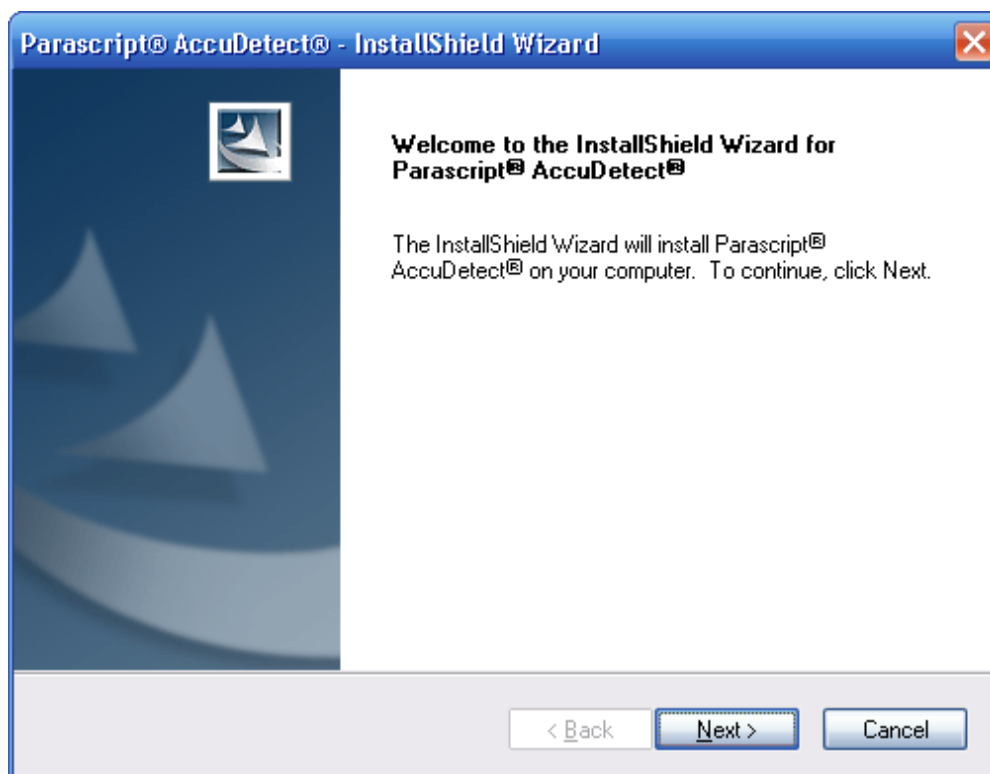 Parascript® AccuDetect® - InstallShield Wizard
Welcome to the InstallShield Wizard for
Parascript® AccuDetect®
The InstallShield Wizard will install Parascript®
AccuDetect® on your computer. To continue, click Next.
< Back
Next >
Cancel